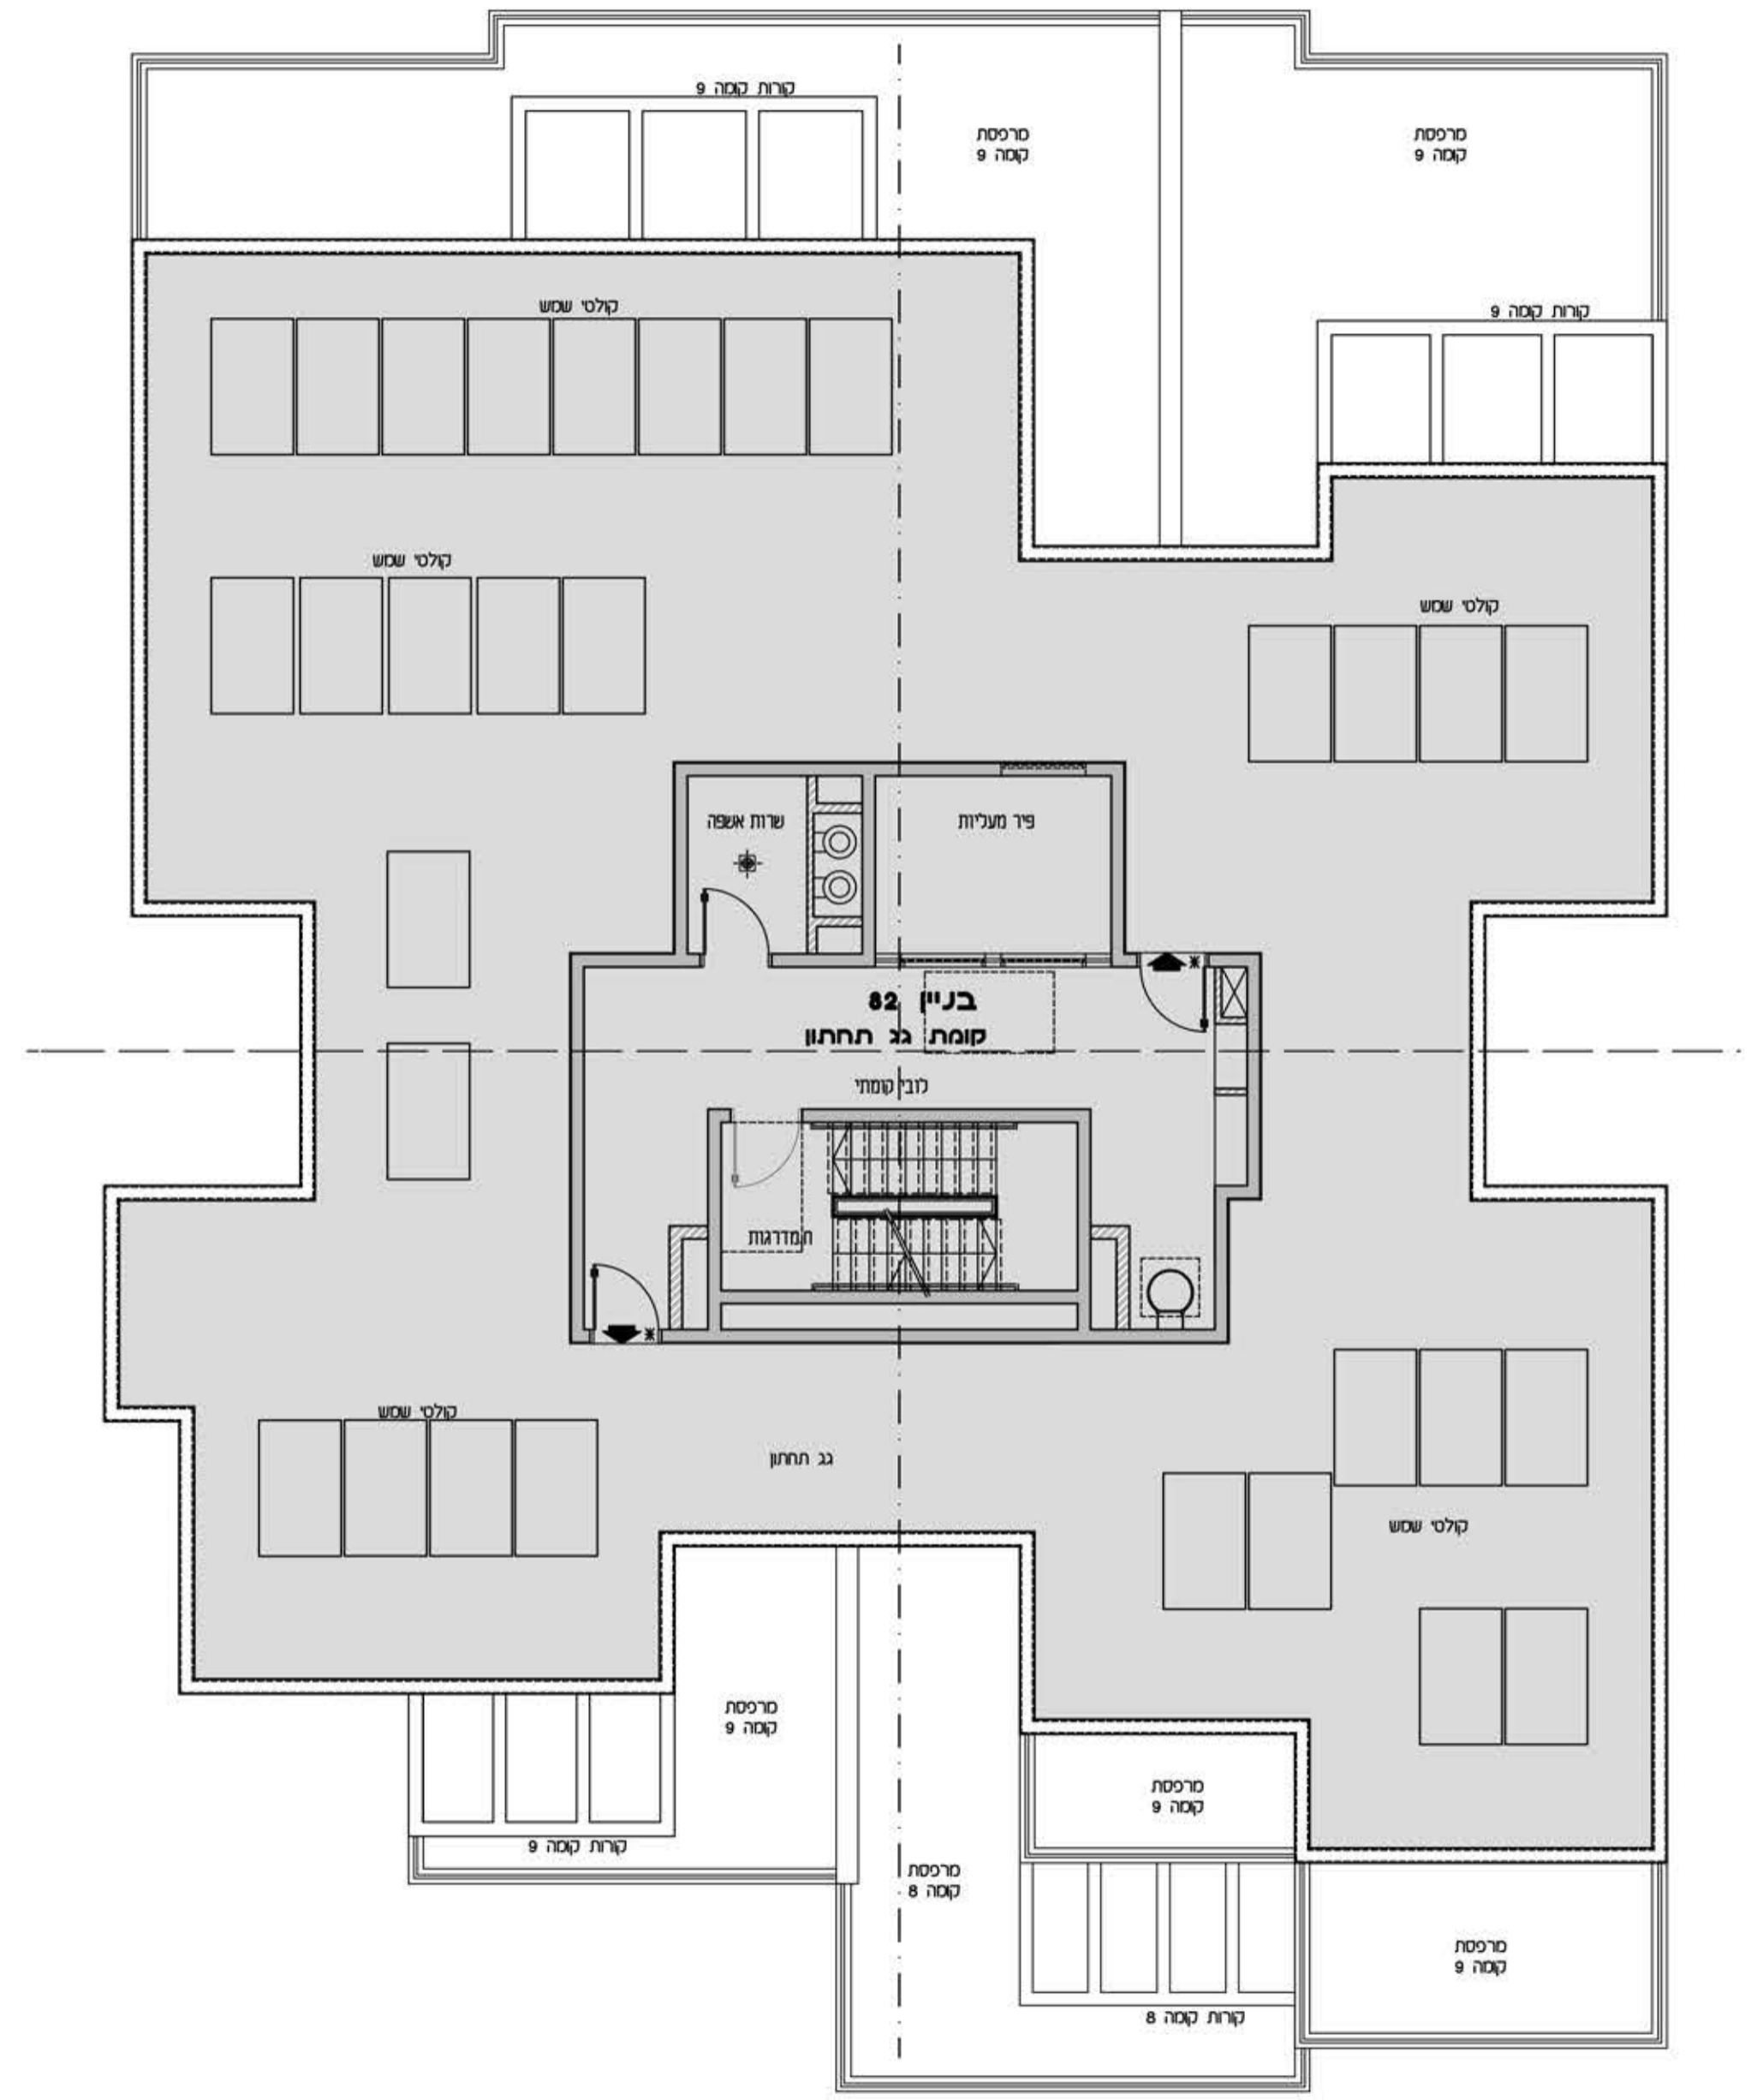 קורות קומה 9
מרפסת
קומה 9
מרפסת
קומה 9
קולטי שמש
קורות קומה 9
קולטי שמש
קולטי שמש
שרות אשפה
פיר מעליות
בניין 82
קומת גג תחתון
לובי קומתי
ח.מדרגות
קולטי שמש
גג תחתון
קולטי שמש
מרפסת
קומה 9
מרפסת
קומה 9
קורות קומה 9
מרפסת
קומה 8
מרפסת
קומה 9
קורות קומה 8